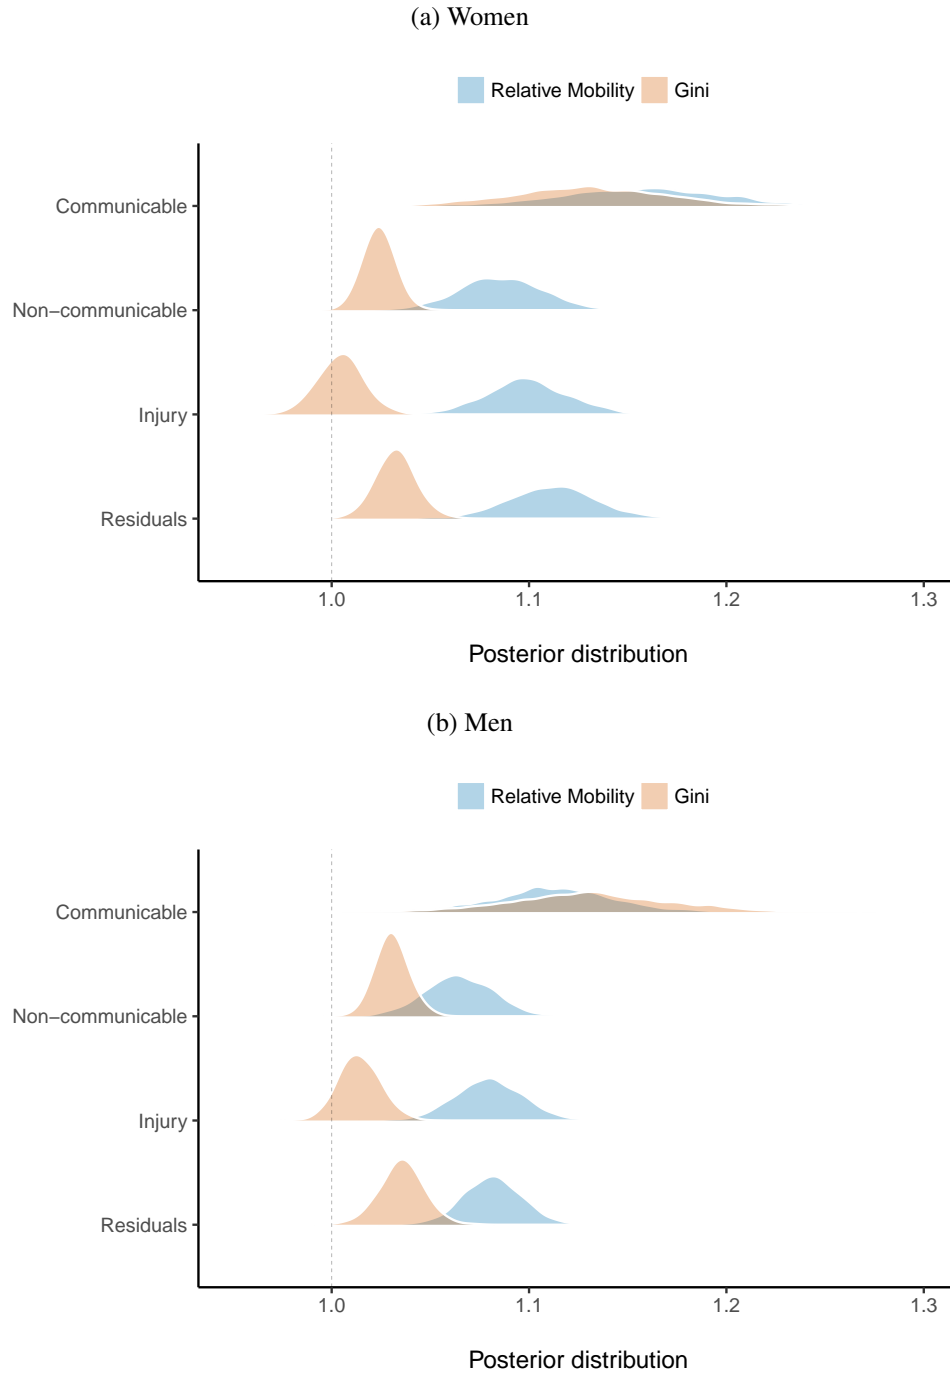 (a) Women
Relative Mobility Gini
Communicable
Non−communicable
Injury
Residuals
1.0 1.1 1.2 1.3
Posterior distribution
(b) Men
Relative Mobility Gini
Communicable
Non−communicable
Injury
Residuals
1.0 1.1 1.2 1.3
Posterior distribution